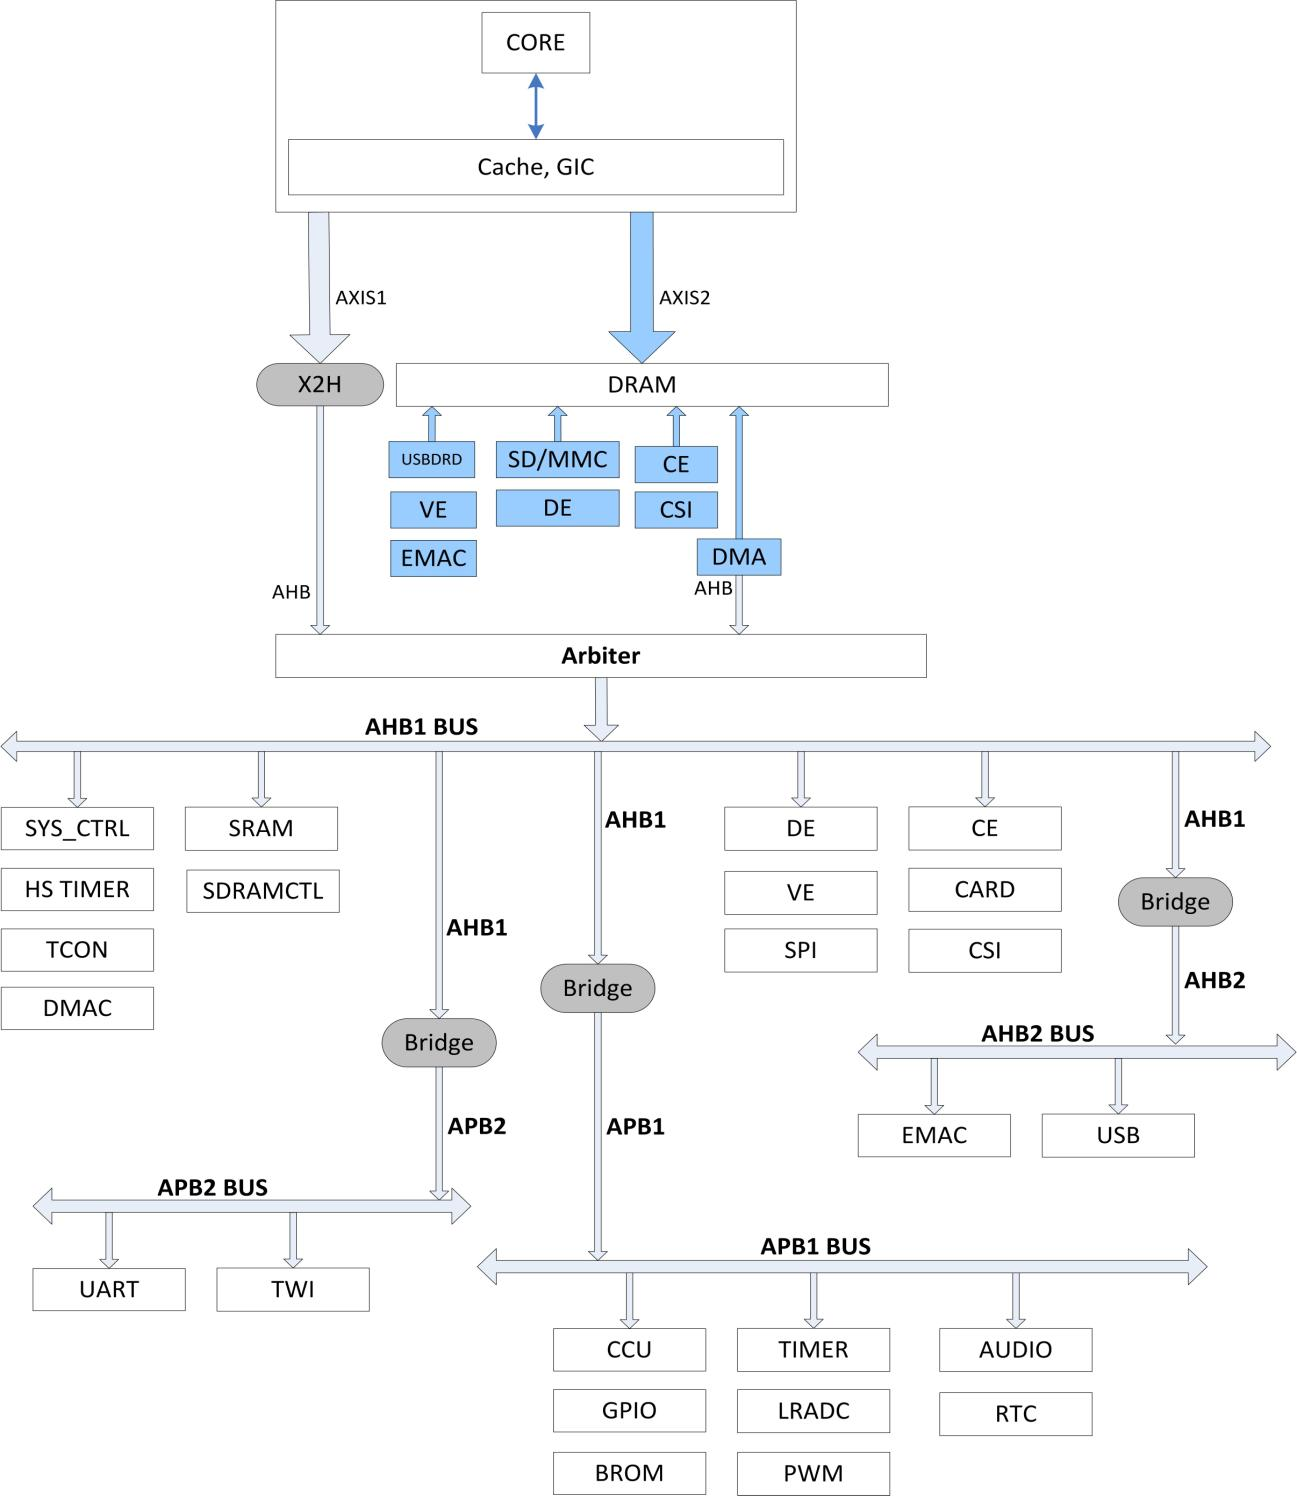 CORE
Cache, GIC
AXIS1
AXIS2
X2H
DRAM
USBDRD
SD/MMC
CE
VE
DE
CSI
EMAC
DMA
AHB
AHB
Arbiter
AHB1 BUS
SYS_CTRL
SRAM
AHB1
DE
CE
AHB1
HS TIMER
SDRAMCTL
VE
CARD
Bridge
AHB1
TCON
SPI
CSI
AHB2
DMAC
Bridge
Bridge
AHB2 BUS
APB2
APB1
EMAC
USB
APB2 BUS
UART
TWI
APB1 BUS
CCU
TIMER
AUDIO
GPIO
LRADC
RTC
BROM
PWM